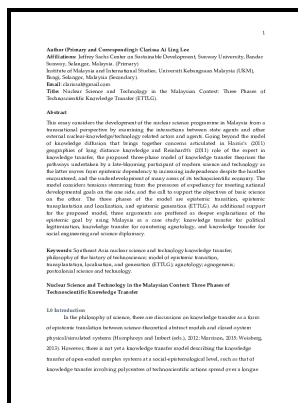 1
Author (Primary and Corresponding): Clarissa Ai Ling Lee
Affiliations: Jeffrey Sachs Center on Sustainable Development, Sunway University, Bandar
Sunway, Selangor, Malaysia. (Primary)
Institute of Malaysia and International Studies, Universiti Kebangsaan Malaysia (UKM),
Bangi, Selangor, Malaysia (Secondary).
Email: clarissal@gmail.com
Title: Nuclear Science and Technology in the Malaysian Context: Three Phases of
Technoscientific Knowledge Transfer (ETTLG).
Abstract
This essay considers the development of the nuclear science programme in Malaysia from a
transnational perspective by examining the interactions between state agents and other
external nuclear-knowledge/technology related actors and agents. Going beyond the model
of knowledge diffusion that brings together concerns articulated in Harris's (2011)
geographies of long distance knowledge and Reinhardt's (2011) role of the expert in
knowledge transfer, the proposed three-phase model of knowledge transfer theorizes the
pathways undertaken by a late-blooming participant of modern science and technology as
the latter moves from epistemic dependency to increasing independence despite the hurdles
encountered, and the underdevelopment of many areas of its technoscientific economy. The
model considers tensions stemming from the pressures of expediency for meeting national
developmental goals on the one side, and the call to support the objectives of basic science
on the other. The three phases of the model are epistemic transition, epistemic
transplantation and localization, and epistemic generation (ETTLG). As additional support
for the proposed model, three arguments are proffered as deeper explanations of the
epistemic goal by using Malaysia as a case study: knowledge transfer for political
legitimization, knowledge transfer for countering agnotology, and knowledge transfer for
social engineering and science diplomacy.
Keywords: Southeast Asia nuclear science and technology; knowledge transfer;
philosophy of the history of technoscience; model of epistemic transition,
transplantation, localization, and generation (ETTLG); agnotology; agnogenesis;
postcolonial science and technology.
Nuclear Science and Technology in the Malaysian Context: Three Phases of
Technoscientific Knowledge Transfer
1.0 Introduction
In the philosophy of science, there are discussions on knowledge transfer as a form
of epistemic translation between science-theoretical abstract models and closed-system
physical/simulated systems (Humphreys and Imbert (eds.), 2012; Morrison, 2015; Weisberg,
2013). However, there is not yet a knowledge transfer model describing the knowledge
transfer of open-ended complex systems at a social-epistemological level, such as that of
knowledge transfer involving polycentres of technoscientific actions spread over a longue